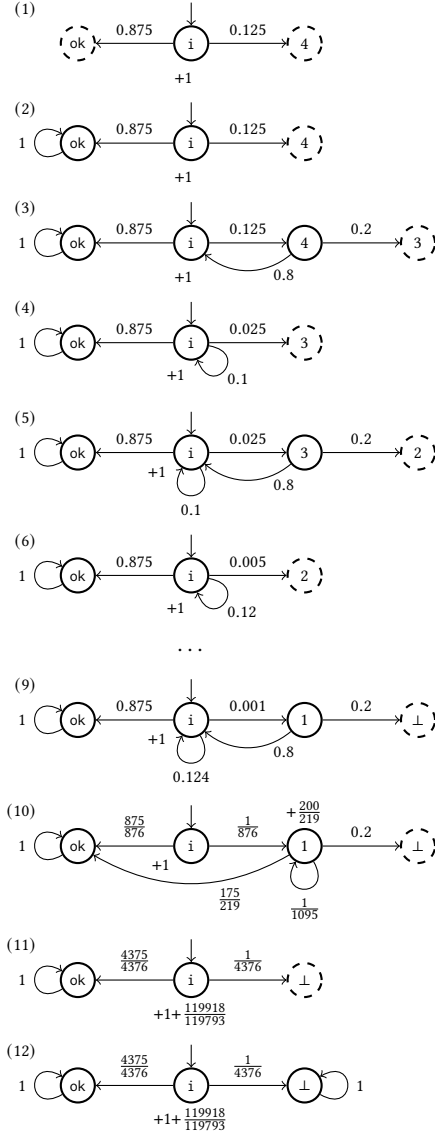 (1)
0.875 0.125
ok i 4
+1
(2)
0.875 0.125
1 ok i 4
+1
(3)
0.875 0.125 0.2
1 ok i 4 3
+1 0.8
(4)
0.875 0.025
1 ok i 3
+1 0.1
(5)
0.875 0.025 0.2
1 ok i 3 2
+1 0.8
0.1
(6)
0.875 0.005
1 ok i 2
+1 0.12
...
(9)
0.875 0.001 0.2
1 ok i 1 ⊥
+1 0.8
0.124
(10)
875/876 1/876 +200/219 0.2
1 ok i 1 ⊥
+1
175/219 1/1095
(11)
4375/4376 1/4376
1 ok i ⊥
+1+119918/119793
(12)
4375/4376 1/4376
1 ok i ⊥ 1
+1+119918/119793